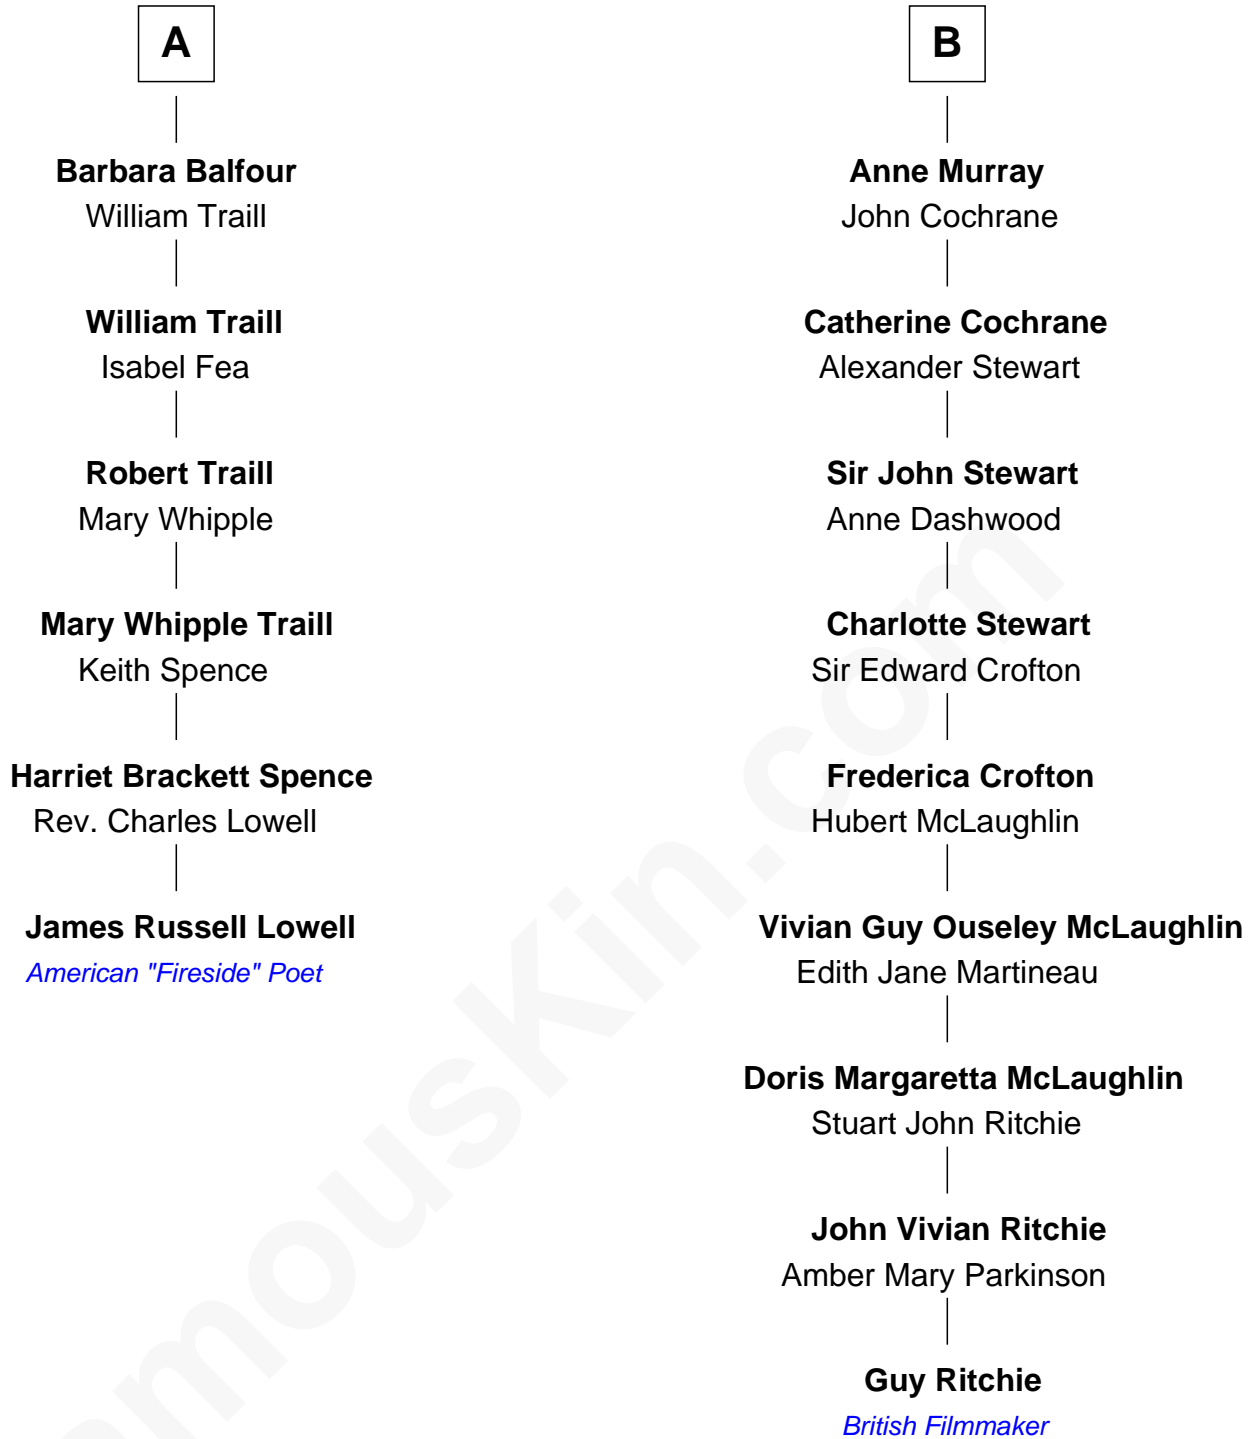 A
Barbara Balfour
William Traill
William Traill
Isabel Fea
Robert Traill
Mary Whipple
Mary Whipple Traill
Keith Spence
Harriet Brackett Spence
Rev. Charles Lowell
James Russell Lowell
American "Fireside" Poet
B
Anne Murray
John Cochrane
Catherine Cochrane
Alexander Stewart
Sir John Stewart
Anne Dashwood
Charlotte Stewart
Sir Edward Crofton
Frederica Crofton
Hubert McLaughlin
Vivian Guy Ouseley McLaughlin
Edith Jane Martineau
Doris Margaretta McLaughlin
Stuart John Ritchie
John Vivian Ritchie
Amber Mary Parkinson
Guy Ritchie
British Filmmaker
amousKin.com